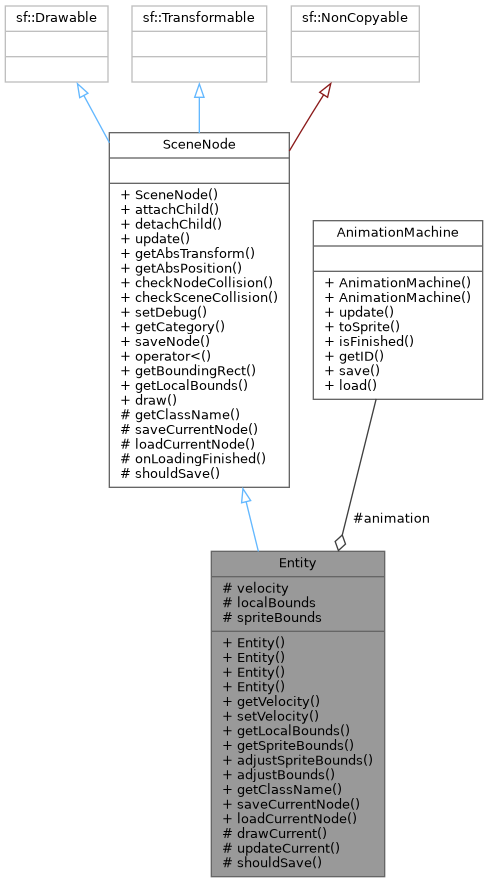 sf::Drawable
sf::Transformable
sf::NonCopyable
SceneNode
+ SceneNode()
+ attachChild()
+ detachChild()
+ update()
+ getAbsTransform()
+ getAbsPosition()
+ checkNodeCollision()
+ checkSceneCollision()
+ setDebug()
+ getCategory()
+ saveNode()
+ operator<()
+ getBoundingRect()
+ getLocalBounds()
+ draw()
# getClassName()
# saveCurrentNode()
# loadCurrentNode()
# onLoadingFinished()
# shouldSave()
AnimationMachine
+ AnimationMachine()
+ AnimationMachine()
+ update()
+ toSprite()
+ isFinished()
+ getID()
+ save()
+ load()
#animation
Entity
# velocity
# localBounds
# spriteBounds
+ Entity()
+ Entity()
+ Entity()
+ Entity()
+ getVelocity()
+ setVelocity()
+ getLocalBounds()
+ getSpriteBounds()
+ adjustSpriteBounds()
+ adjustBounds()
+ getClassName()
+ saveCurrentNode()
+ loadCurrentNode()
# drawCurrent()
# updateCurrent()
# shouldSave()